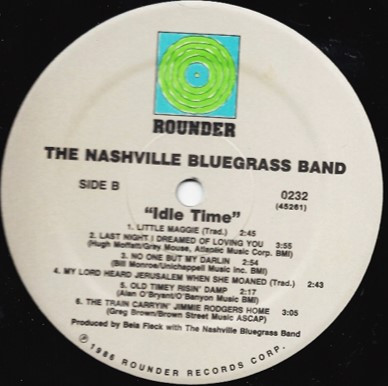 ROUNDER
THE NASHVILLE BLUEGRASS BAND
SIDE B
0232
(45261)
"Idle Time"
1. LITTLE MAGGIE (Trad.) 2:45
2. LAST NIGHT I DREAMED OF LOVING YOU 3:55
(Hugh Moffatt/Gray Mouse, Atlantic Music Corp. BMI)
3. NO ONE BUT MY DARLIN 2:54
(Bill Monroe/Unichappell Music Inc. BMI)
4. MY LORD HEARD JERUSALEM WHEN SHE MOANED (Trad.) 2:43
5. OLD TIMEY RISIN' DAMP 2:17
(Alan O'Bryant/O'Banyon Music BMI)
6. THE TRAIN CARRYIN' JIMMIE RODGERS HOME 3:05
(Greg Brown/Brown Street Music ASCAP)
Produced by Bela Fleck with The Nashville Bluegrass Band
Ⓟ 1986 ROUNDER RECORDS CORP.